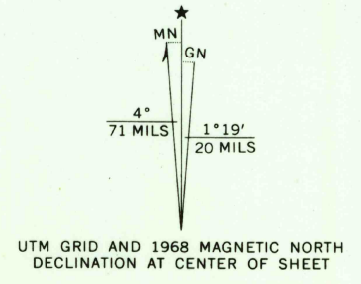 ★
MN
GN
4°
71 MILS
1°19′
20 MILS
UTM GRID AND 1968 MAGNETIC NORTH
DECLINATION AT CENTER OF SHEET